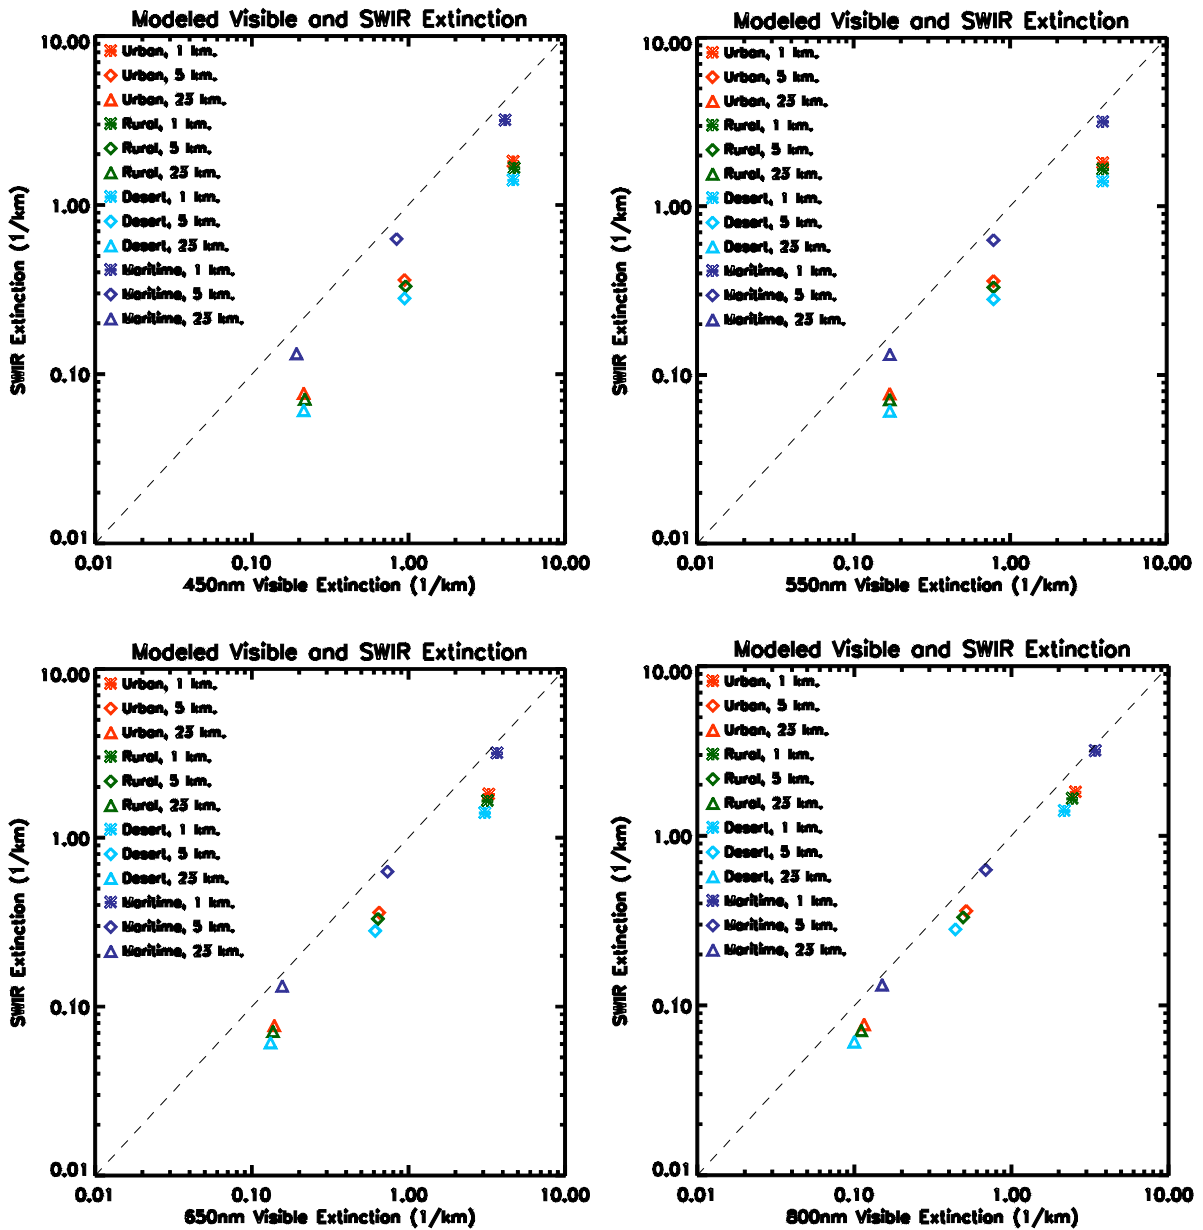 Modeled Visible and SWIR Extinction
10.00
Urban, 1 km.
Urban, 5 km.
Urban, 23 km.
Rural, 1 km.
Rural, 5 km.
Rural, 23 km.
Desert, 1 km.
Desert, 5 km.
Desert, 23 km.
Maritime, 1 km.
Maritime, 5 km.
Maritime, 23 km.
1.00
0.10
0.01
SWIR Extinction (1/km)
0.01 0.10 1.00 10.00
450nm Visible Extinction (1/km)
Modeled Visible and SWIR Extinction
10.00
Urban, 1 km.
Urban, 5 km.
Urban, 23 km.
Rural, 1 km.
Rural, 5 km.
Rural, 23 km.
Desert, 1 km.
Desert, 5 km.
Desert, 23 km.
Maritime, 1 km.
Maritime, 5 km.
Maritime, 23 km.
1.00
0.10
0.01
SWIR Extinction (1/km)
0.01 0.10 1.00 10.00
550nm Visible Extinction (1/km)
Modeled Visible and SWIR Extinction
10.00
Urban, 1 km.
Urban, 5 km.
Urban, 23 km.
Rural, 1 km.
Rural, 5 km.
Rural, 23 km.
Desert, 1 km.
Desert, 5 km.
Desert, 23 km.
Maritime, 1 km.
Maritime, 5 km.
Maritime, 23 km.
1.00
0.10
0.01
SWIR Extinction (1/km)
0.01 0.10 1.00 10.00
650nm Visible Extinction (1/km)
Modeled Visible and SWIR Extinction
10.00
Urban, 1 km.
Urban, 5 km.
Urban, 23 km.
Rural, 1 km.
Rural, 5 km.
Rural, 23 km.
Desert, 1 km.
Desert, 5 km.
Desert, 23 km.
Maritime, 1 km.
Maritime, 5 km.
Maritime, 23 km.
1.00
0.10
0.01
SWIR Extinction (1/km)
0.01 0.10 1.00 10.00
800nm Visible Extinction (1/km)